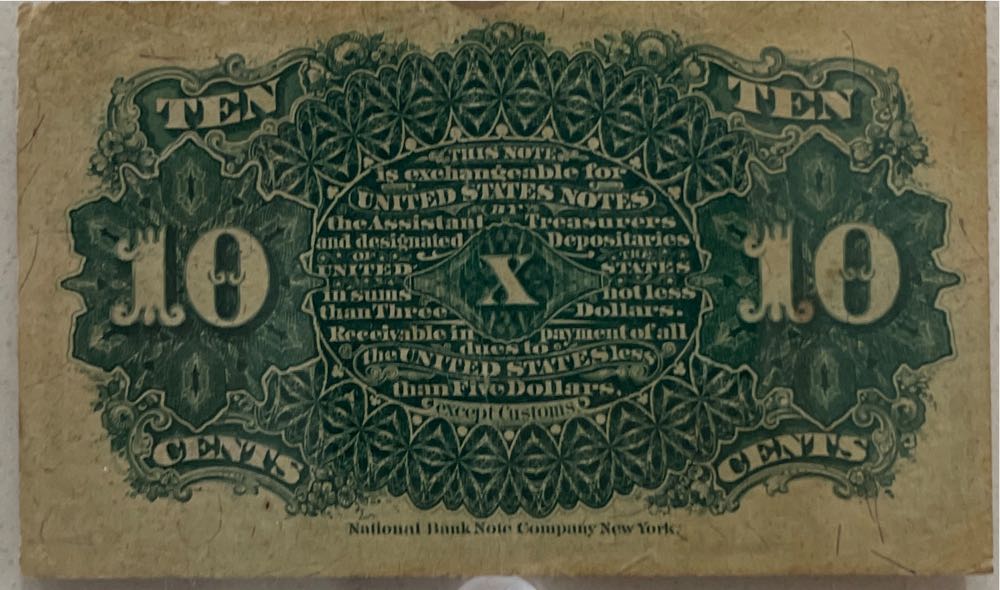 TEN TEN
THIS NOTE
is exchangeable for
UNITED STATES NOTES
BY
the Assistant Treasurers
and designated Depositaries
OF THE
UNITED STATES
in sums not less
than Three Dollars.
Receivable in payment of all
dues to
the UNITED STATES less
than Five Dollars,
except Customs.
10 X 10
CENTS CENTS
National Bank Note Company New York.